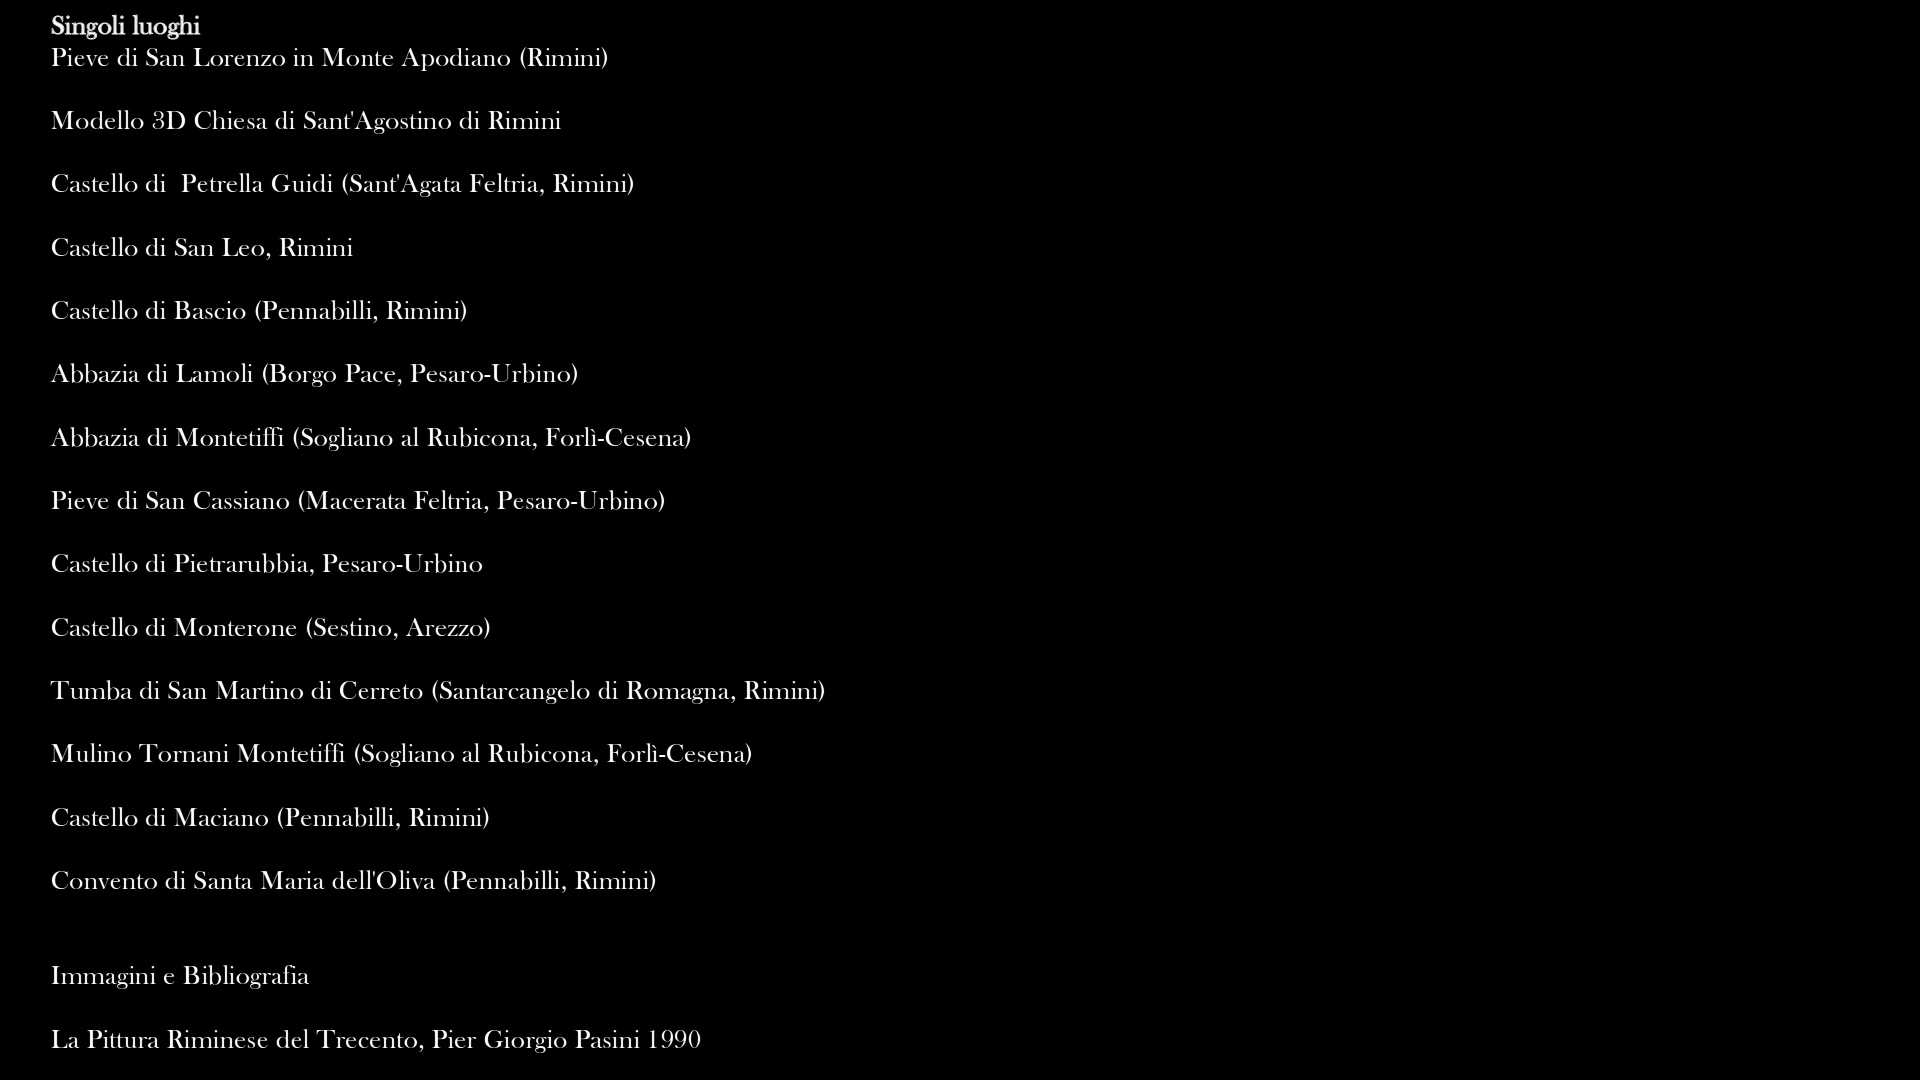 Singoli luoghi
Pieve di San Lorenzo in Monte Apodiano (Rimini)
Modello 3D Chiesa di Sant'Agostino di Rimini
Castello di  Petrella Guidi (Sant'Agata Feltria, Rimini)
Castello di San Leo, Rimini
Castello di Bascio (Pennabilli, Rimini)
Abbazia di Lamoli (Borgo Pace, Pesaro-Urbino)
Abbazia di Montetiffi (Sogliano al Rubicona, Forlì-Cesena)
Pieve di San Cassiano (Macerata Feltria, Pesaro-Urbino)
Castello di Pietrarubbia, Pesaro-Urbino
Castello di Monterone (Sestino, Arezzo)
Tumba di San Martino di Cerreto (Santarcangelo di Romagna, Rimini)
Mulino Tornani Montetiffi (Sogliano al Rubicona, Forlì-Cesena)
Castello di Maciano (Pennabilli, Rimini)
Convento di Santa Maria dell'Oliva (Pennabilli, Rimini)
Immagini e Bibliografia
La Pittura Riminese del Trecento, Pier Giorgio Pasini 1990